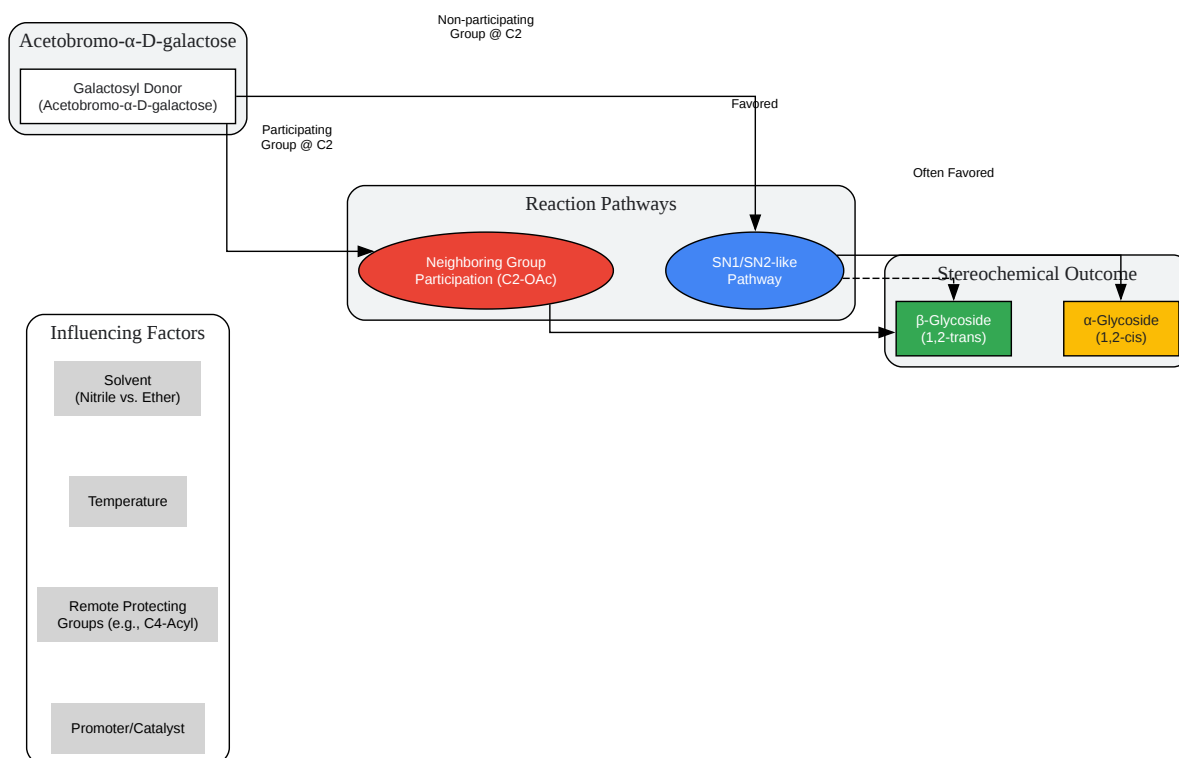 Non-participating
Group @ C2
Acetobromo-α-D-galactose
Galactosyl Donor
(Acetobromo-α-D-galactose)
Favored
Participating
Group @ C2
Often Favored
Reaction Pathways
Neighboring Group
Participation (C2-OAc)
SN1/SN2-like
Pathway
Stereochemical Outcome
β-Glycoside
(1,2-trans)
α-Glycoside
(1,2-cis)
Influencing Factors
Solvent
(Nitrile vs. Ether)
Temperature
Remote Protecting
Groups (e.g., C4-Acyl)
Promoter/Catalyst